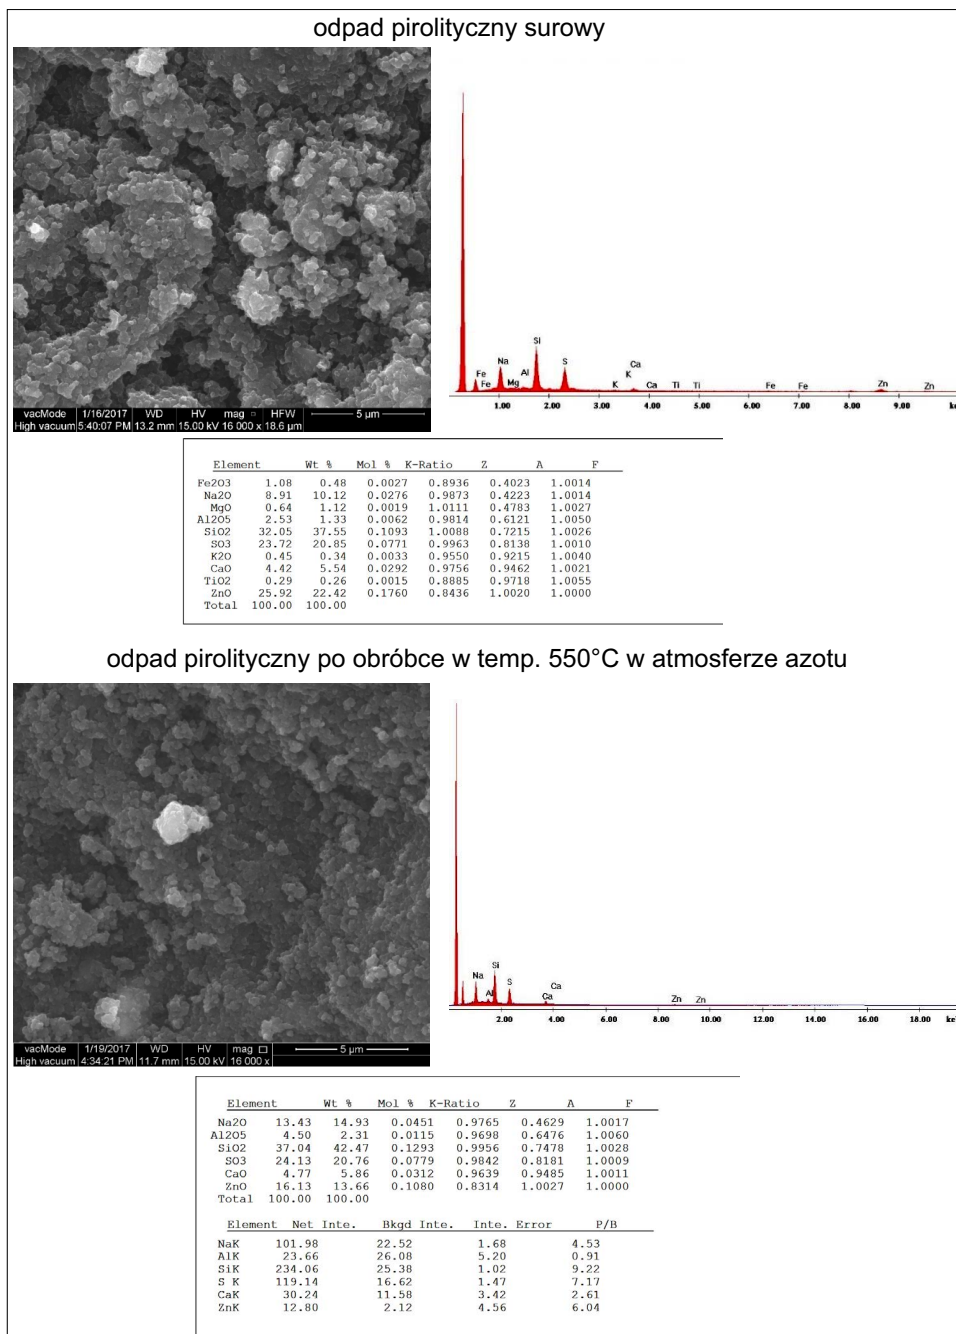 odpad pirolityczny surowy
vacMode 1/16/2017 WD HV mag □ HFW 5 µm
High vacuum 5:40:07 PM 13.2 mm 15.00 kV 16 000 x 18.6 µm
Fe Fe Na Mg Al Si S K K Ca Ca Ti Ti Fe Fe Zn Zn
1.00 2.00 3.00 4.00 5.00 6.00 7.00 8.00 9.00 ke
Element Wt % Mol % K-Ratio Z A F
Fe2O3 1.08 0.48 0.0027 0.8936 0.4023 1.0014
Na2O 8.91 10.12 0.0276 0.9873 0.4223 1.0014
MgO 0.64 1.12 0.0019 1.0111 0.4783 1.0027
Al2O5 2.53 1.33 0.0062 0.9814 0.6121 1.0050
SiO2 32.05 37.55 0.1093 1.0088 0.7215 1.0026
SO3 23.72 20.85 0.0771 0.9963 0.8138 1.0010
K2O 0.45 0.34 0.0033 0.9550 0.9215 1.0040
CaO 4.42 5.54 0.0292 0.9756 0.9462 1.0021
TiO2 0.29 0.26 0.0015 0.8885 0.9718 1.0055
ZnO 25.92 22.42 0.1760 0.8436 1.0020 1.0000
Total 100.00 100.00
odpad pirolityczny po obróbce w temp. 550°C w atmosferze azotu
vacMode 1/19/2017 WD HV mag □ 5 µm
High vacuum 4:34:21 PM 11.7 mm 15.00 kV 16 000 x
Na Al Si S Ca Ca Zn Zn
2.00 4.00 6.00 8.00 10.00 12.00 14.00 16.00 18.00 ke
Element Wt % Mol % K-Ratio Z A F
Na2O 13.43 14.93 0.0451 0.9765 0.4629 1.0017
Al2O5 4.50 2.31 0.0115 0.9698 0.6476 1.0060
SiO2 37.04 42.47 0.1293 0.9956 0.7478 1.0028
SO3 24.13 20.76 0.0779 0.9842 0.8181 1.0009
CaO 4.77 5.86 0.0312 0.9639 0.9485 1.0011
ZnO 16.13 13.66 0.1080 0.8314 1.0027 1.0000
Total 100.00 100.00
Element Net Inte. Bkgd Inte. Inte. Error P/B
NaK 101.98 22.52 1.68 4.53
AlK 23.66 26.08 5.20 0.91
SiK 234.06 25.38 1.02 9.22
S K 119.14 16.62 1.47 7.17
CaK 30.24 11.58 3.42 2.61
ZnK 12.80 2.12 4.56 6.04